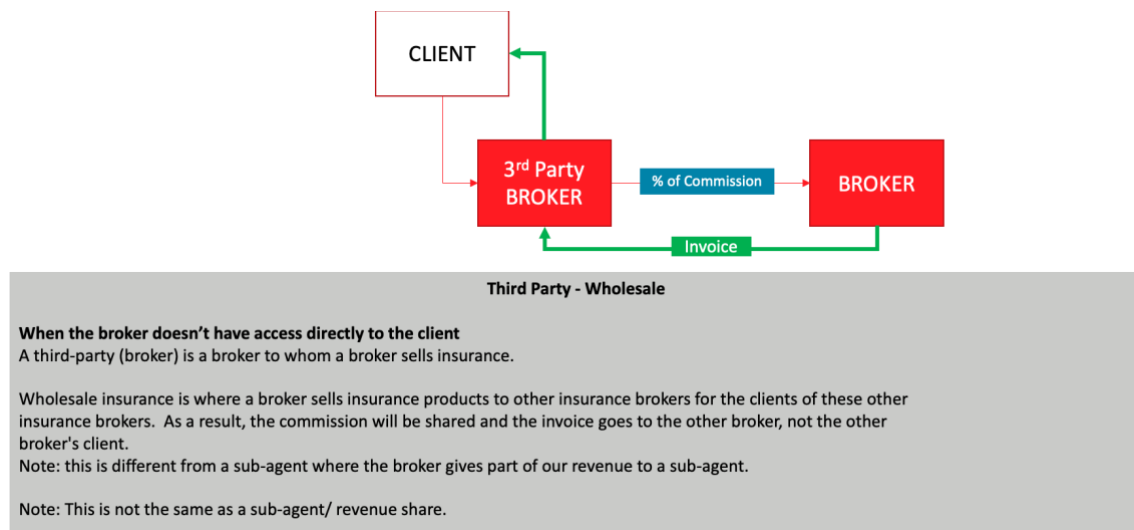 CLIENT
3rd Party
BROKER
% of Commission
BROKER
Invoice
Third Party - Wholesale
When the broker doesn’t have access directly to the client
A third-party (broker) is a broker to whom a broker sells insurance.
Wholesale insurance is where a broker sells insurance products to other insurance brokers for the clients of these other
insurance brokers.  As a result, the commission will be shared and the invoice goes to the other broker, not the other
broker's client.
Note: this is different from a sub-agent where the broker gives part of our revenue to a sub-agent.
Note: This is not the same as a sub-agent/ revenue share.